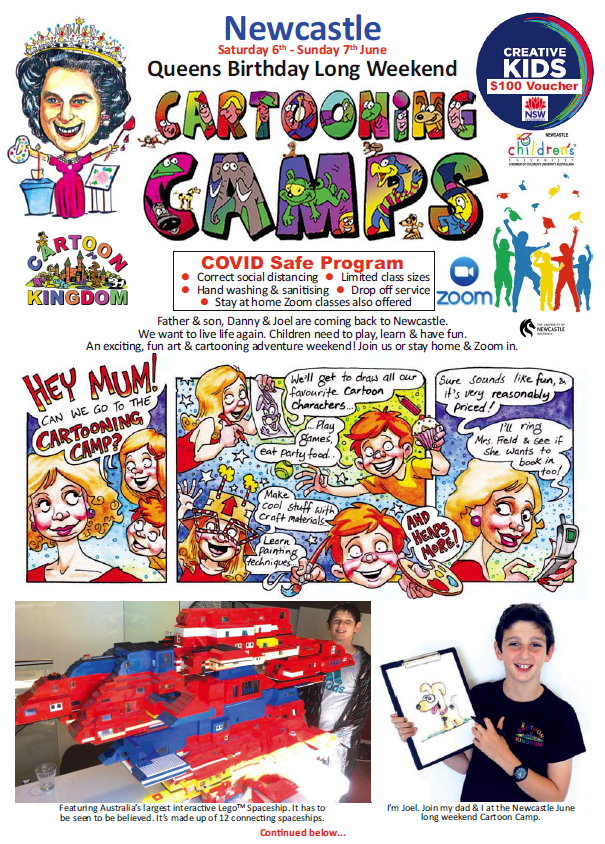 Newcastle
Saturday 6th - Sunday 7th June
Queens Birthday Long Weekend
CREATIVE
KIDS
$100 Voucher
NSW
CARTOONING
CAMPS
NEWCASTLE
children's
UNIVERSITY
A MEMBER OF CHILDREN'S UNIVERSITY AUSTRALASIA
CARTOON
KINGDOM
COVID Safe Program
• Correct social distancing • Limited class sizes
• Hand washing & sanitising • Drop off service
• Stay at home Zoom classes also offered
zoom
THE UNIVERSITY OF
NEWCASTLE
AUSTRALIA
Father & son, Danny & Joel are coming back to Newcastle.
We want to live life again. Children need to play, learn & have fun.
An exciting, fun art & cartooning adventure weekend! Join us or stay home & Zoom in.
HEY MUM!
CAN WE GO TO THE
CARTOONING
CAMP?
We'll get to draw all our
favourite Cartoon
characters...
...Play
games,
eat party food...
Make
cool stuff with
craft materials
Learn
painting
techniques...
AND
HEAPS
MORE!
Sure sounds like fun, &
it's very reasonably
priced!
I'll ring
Mrs. Field & see if
she wants to
book in
too!
adidas
CARTOON
KINGDOM
Featuring Australia's largest interactive Lego™ Spaceship. It has to
be seen to be believed. It's made up of 12 connecting spaceships.
I'm Joel. Join my dad & I at the Newcastle June
long weekend Cartoon Camp.
Continued below...